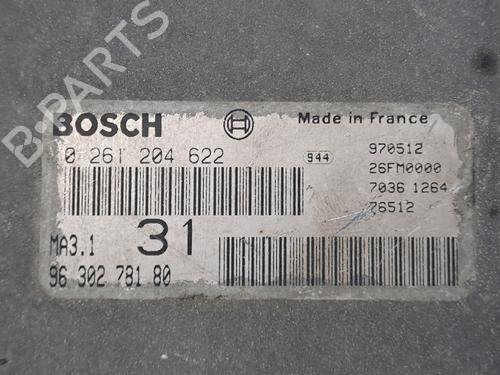 B-PARTS
BOSCH
Made in France
0 261 204 622
944
970512
26FM0000
7036 1264
76512
MA3.1
31
96 302 781 80